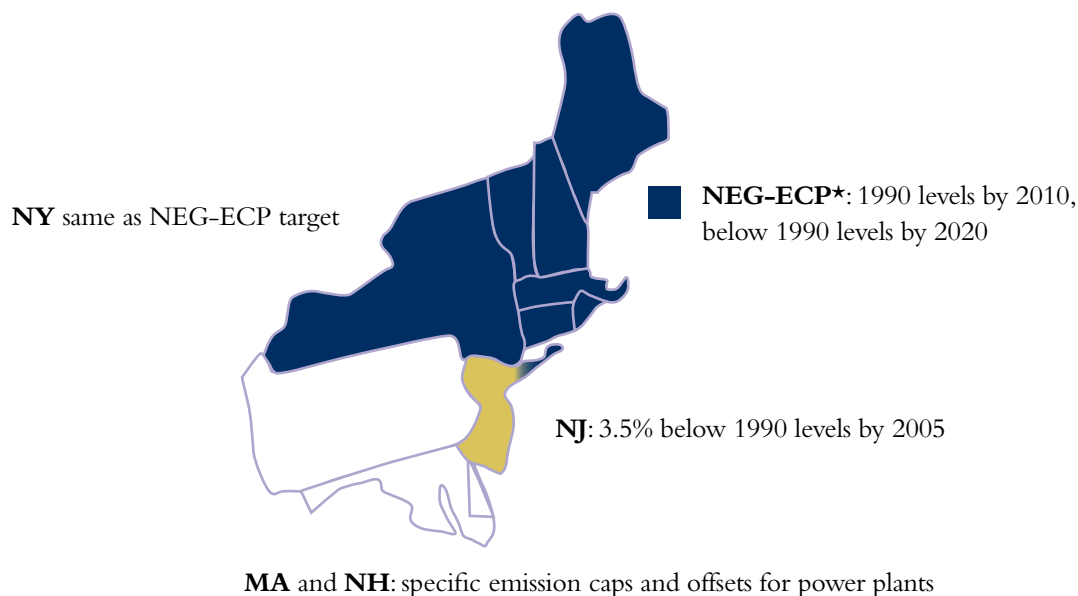 NEG-ECP★: 1990 levels by 2010,
below 1990 levels by 2020
NY same as NEG-ECP target
NJ: 3.5% below 1990 levels by 2005
MA and NH: specific emission caps and offsets for power plants